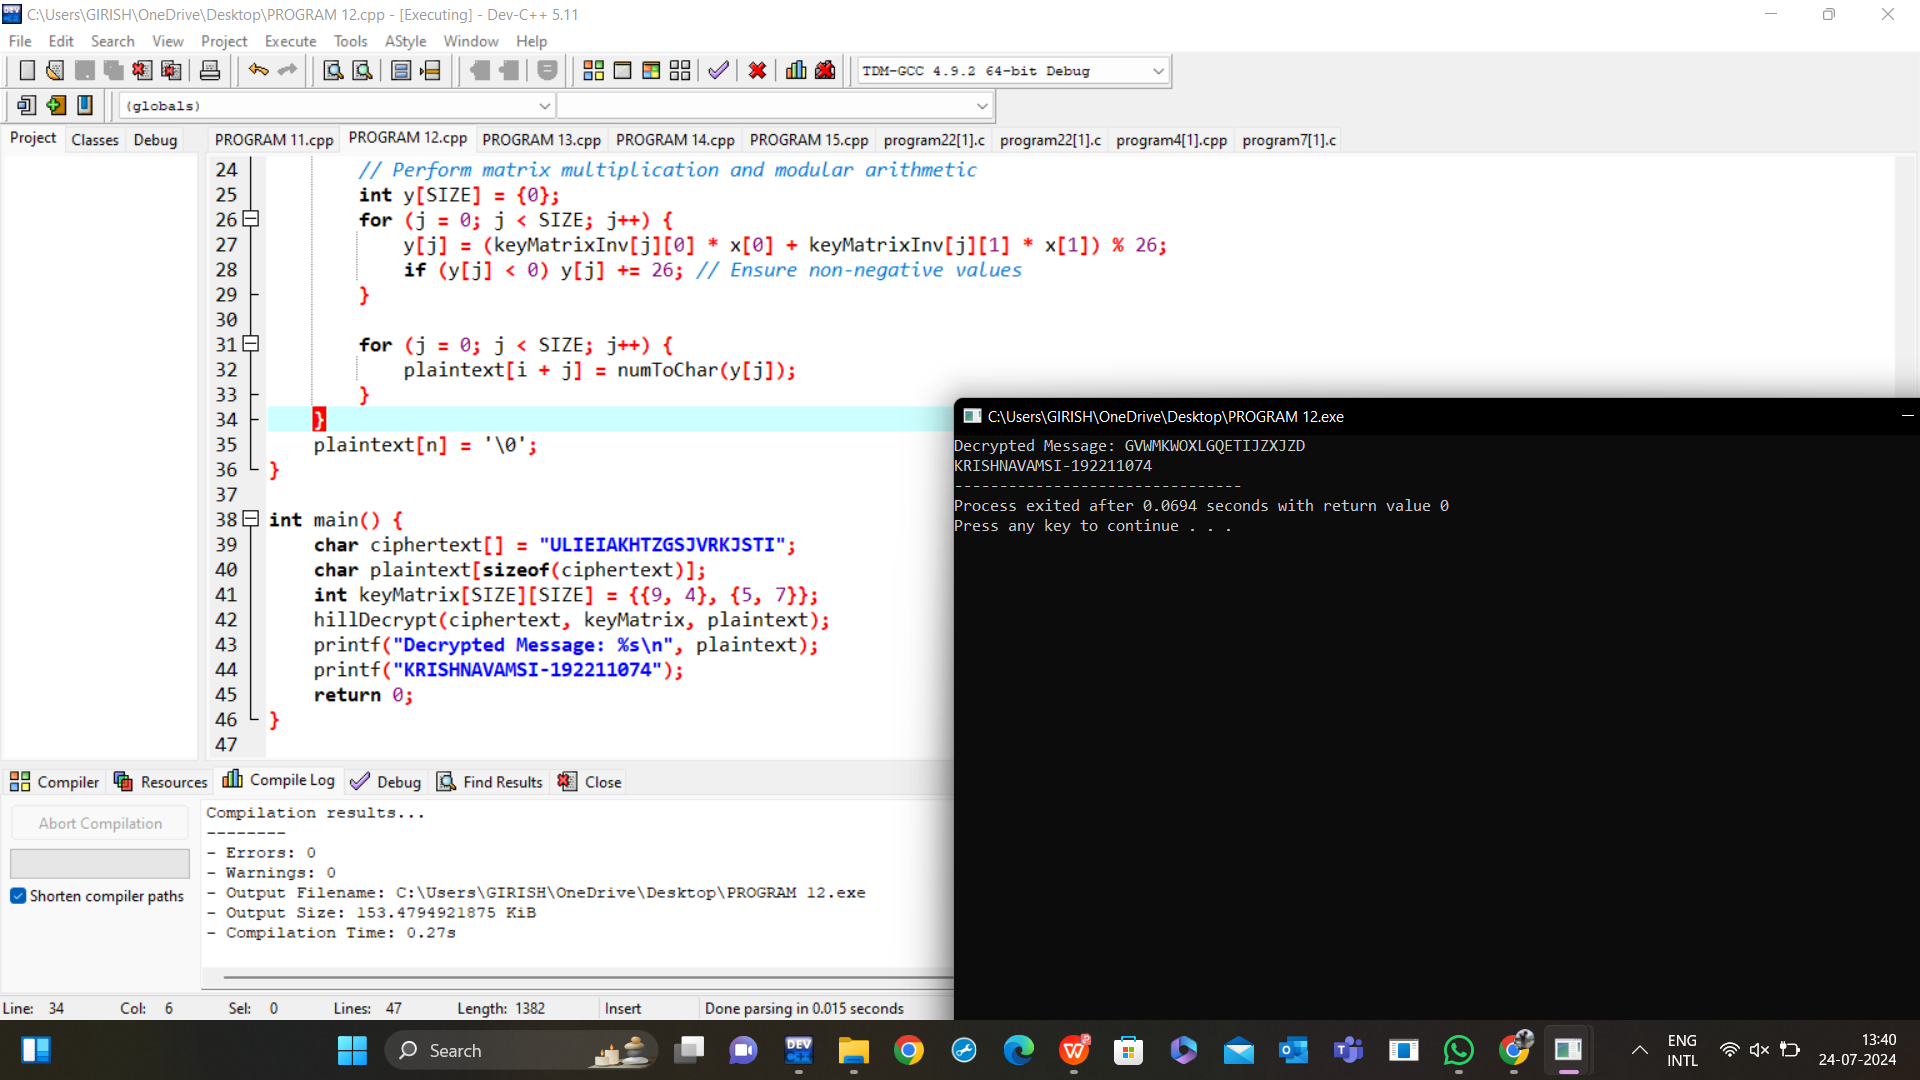 C:\Users\GIRISH\OneDrive\Desktop\PROGRAM 12.cpp - [Executing] - Dev-C++ 5.11
File Edit Search View Project Execute Tools AStyle Window Help
TDM-GCC 4.9.2 64-bit Debug
(globals)
Project Classes Debug
PROGRAM 11.cpp PROGRAM 12.cpp PROGRAM 13.cpp PROGRAM 14.cpp PROGRAM 15.cpp program22[1].c program22[1].c program4[1].cpp program7[1].c
24 // Perform matrix multiplication and modular arithmetic
25 int y[SIZE] = {0};
26 for (j = 0; j < SIZE; j++) {
27 y[j] = (keyMatrixInv[j][0] * x[0] + keyMatrixInv[j][1] * x[1]) % 26;
28 if (y[j] < 0) y[j] += 26; // Ensure non-negative values
29 }
30
31 for (j = 0; j < SIZE; j++) {
32 plaintext[i + j] = numToChar(y[j]);
33 }
34 }
35 plaintext[n] = '\0';
36 }
37
38 int main() {
39 char ciphertext[] = "ULIEIAKHTZGSJVRKJSTI";
40 char plaintext[sizeof(ciphertext)];
41 int keyMatrix[SIZE][SIZE] = {{9, 4}, {5, 7}};
42 hillDecrypt(ciphertext, keyMatrix, plaintext);
43 printf("Decrypted Message: %s\n", plaintext);
44 printf("KRISHNAVAMSI-192211074");
45 return 0;
46 }
47
C:\Users\GIRISH\OneDrive\Desktop\PROGRAM 12.exe
Decrypted Message: GVWMKWOXLGQETIJZXJZD
KRISHNAVAMSI-192211074
--------------------------------
Process exited after 0.0694 seconds with return value 0
Press any key to continue . . .
Compiler Resources Compile Log Debug Find Results Close
Abort Compilation
Shorten compiler paths
Compilation results...
--------
- Errors: 0
- Warnings: 0
- Output Filename: C:\Users\GIRISH\OneDrive\Desktop\PROGRAM 12.exe
- Output Size: 153.4794921875 KiB
- Compilation Time: 0.27s
Line: 34 Col: 6 Sel: 0 Lines: 47 Length: 1382 Insert Done parsing in 0.015 seconds
Search
DEV C++
ENG
INTL
13:40
24-07-2024